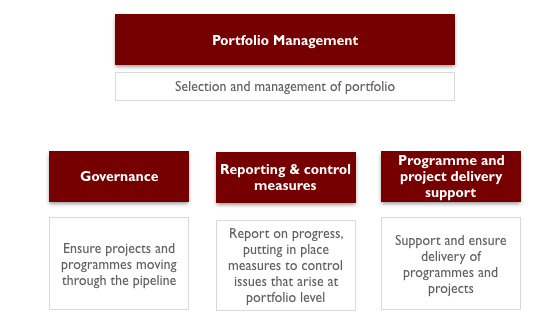 Portfolio Management
Selection and management of portfolio
Governance
Ensure projects and
programmes moving
through the pipeline
Reporting & control
measures
Report on progress,
putting in place
measures to control
issues that arise at
portfolio level
Programme and
project delivery
support
Support and ensure
delivery of
programmes and
projects